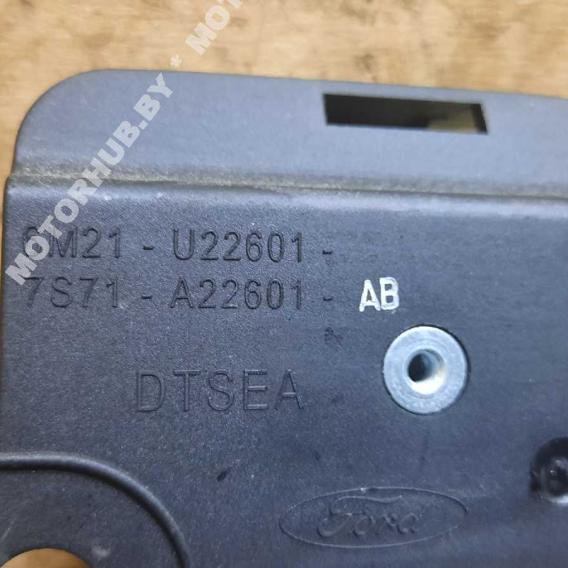 MOTORHUB.BY * MOT
6M21 - U22601 -
7S71 - A22601 - AB
DTSEA
Ford